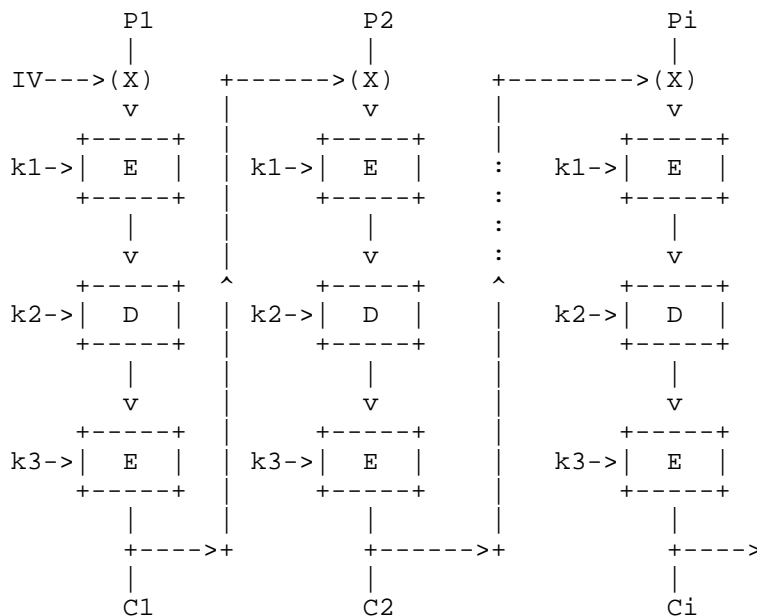 P1 P2 Pi
IV--->(X) +------>(X) +-------->(X)
v v v
+-----+ +-----+ +-----+
k1->| E | k1->| E | : k1->| E |
+-----+ +-----+ : +-----+
| | : |
v v : v
+-----+ ^ +-----+ ^ +-----+
k2->| D | k2->| D | k2->| D |
+-----+ +-----+ +-----+
v v v
+-----+ +-----+ +-----+
k3->| E | k3->| E | k3->| E |
+-----+ +-----+ +-----+
+---->+ +------>+ +---->
C1 C2 Ci